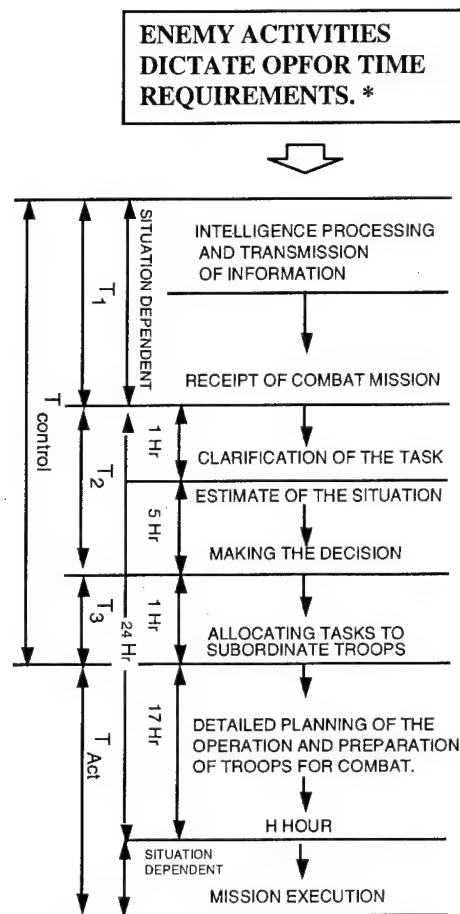 ENEMY ACTIVITIES
DICTATE OPFOR TIME
REQUIREMENTS. *
SITUATION DEPENDENT
INTELLIGENCE PROCESSING
AND TRANSMISSION
OF INFORMATION
T1
RECEIPT OF COMBAT MISSION
T control
1 Hr
CLARIFICATION OF THE TASK
T2
ESTIMATE OF THE SITUATION
5 Hr
MAKING THE DECISION
T3
24 Hr
1 Hr
ALLOCATING TASKS TO
SUBORDINATE TROOPS
T Act
17 Hr
DETAILED PLANNING OF THE
OPERATION AND PREPARATION
OF TROOPS FOR COMBAT.
H HOUR
SITUATION
DEPENDENT
MISSION EXECUTION